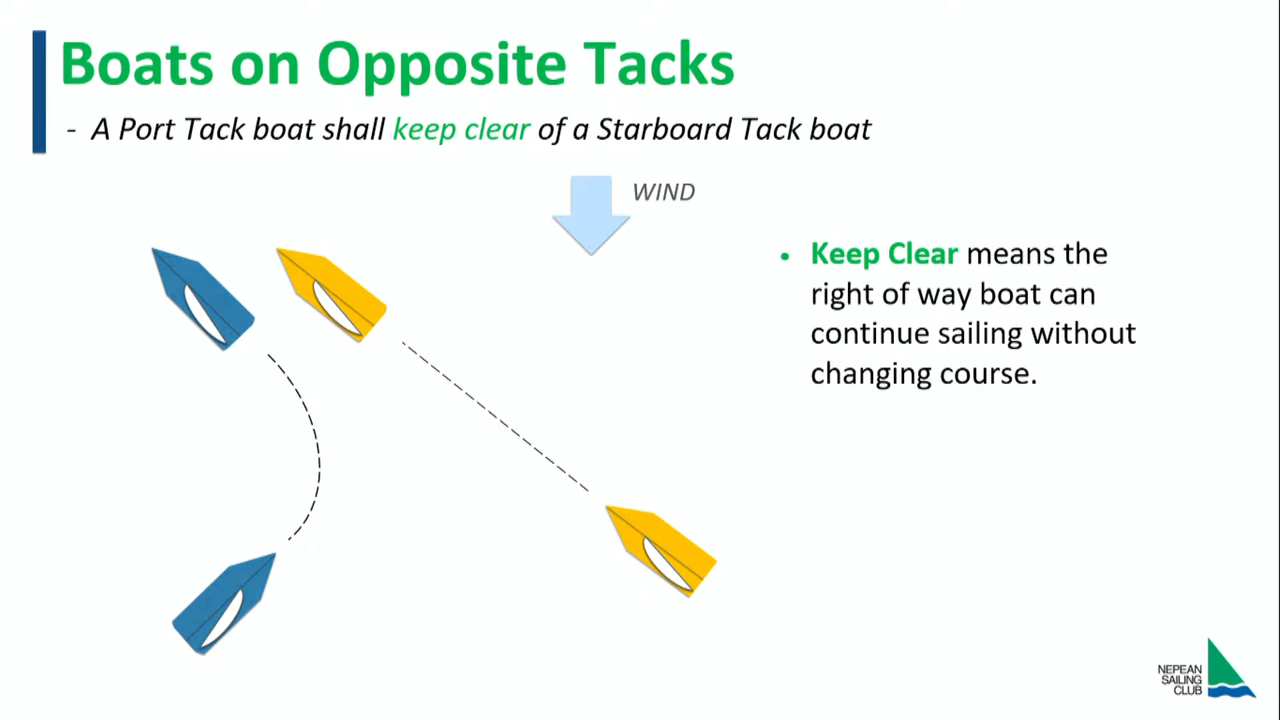 Boats on Opposite Tacks
- A Port Tack boat shall keep clear of a Starboard Tack boat
WIND
• Keep Clear means the
right of way boat can
continue sailing without
changing course.
NEPEAN
SAILING
CLUB